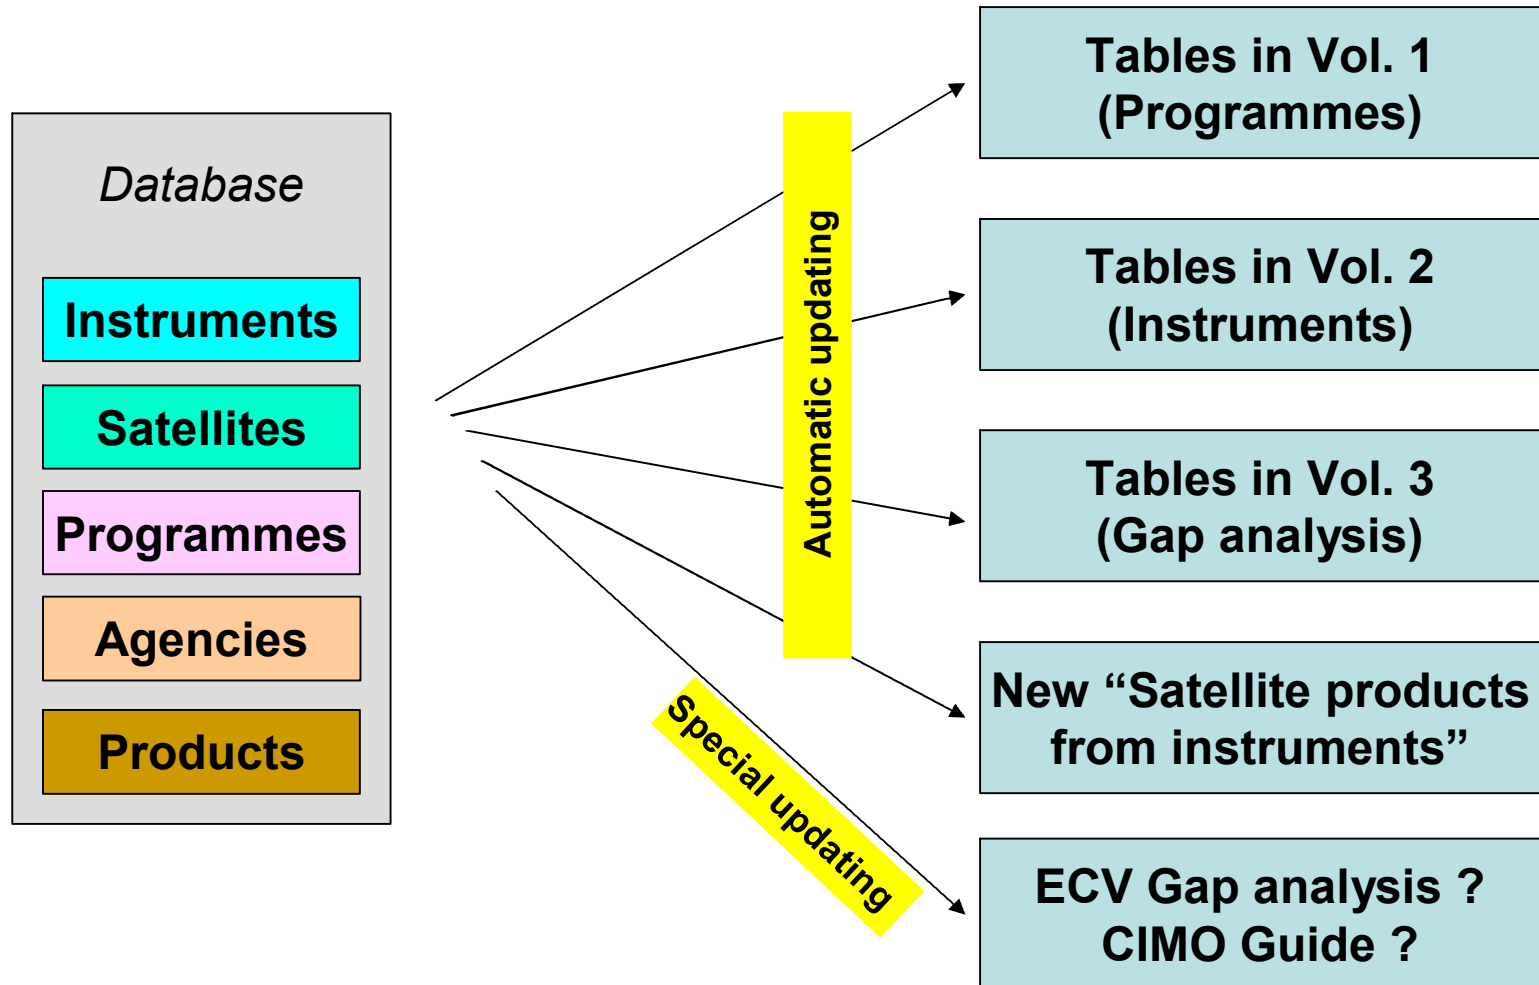 Database
Instruments
Satellites
Programmes
Agencies
Products
Automatic updating
Special updating
Tables in Vol. 1
(Programmes)
Tables in Vol. 2
(Instruments)
Tables in Vol. 3
(Gap analysis)
New “Satellite products
from instruments”
ECV Gap analysis ?
CIMO Guide ?